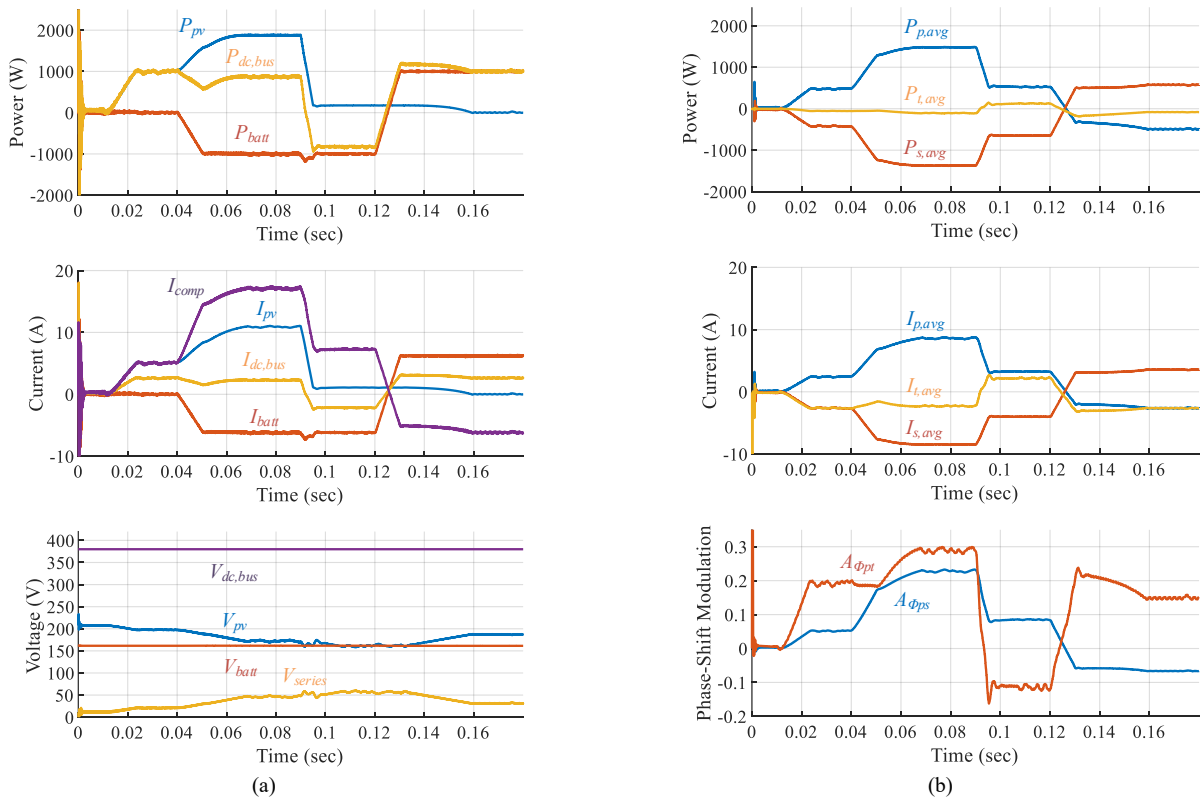 2000
1000
0
-1000
-2000
Power (W)
P_pv
P_dc,bus
P_batt
0 0.02 0.04 0.06 0.08 0.1 0.12 0.14 0.16
Time (sec)
20
10
0
-10
Current (A)
I_comp
I_pv
I_dc,bus
I_batt
0 0.02 0.04 0.06 0.08 0.1 0.12 0.14 0.16
Time (sec)
400
350
300
250
200
150
100
50
0
Voltage (V)
V_dc,bus
V_pv
V_batt
V_series
0 0.02 0.04 0.06 0.08 0.1 0.12 0.14 0.16
Time (sec)
(a)
2000
1000
0
-1000
-2000
Power (W)
P_p,avg
P_t,avg
P_s,avg
0 0.02 0.04 0.06 0.08 0.1 0.12 0.14 0.16
Time (sec)
20
10
0
-10
Current (A)
I_p,avg
I_t,avg
I_s,avg
0 0.02 0.04 0.06 0.08 0.1 0.12 0.14 0.16
Time (sec)
0.3
0.2
0.1
0
-0.1
-0.2
Phase-Shift Modulation
A_Φpt
A_Φps
0 0.02 0.04 0.06 0.08 0.1 0.12 0.14 0.16
Time (sec)
(b)